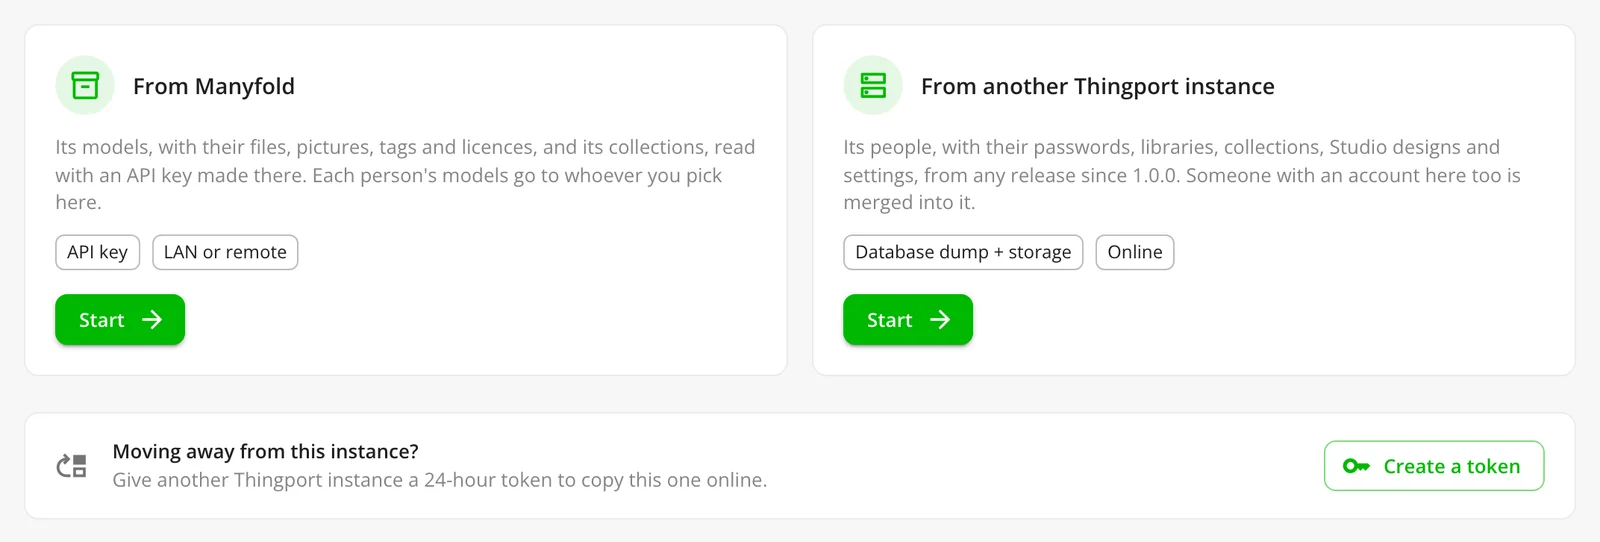 From Manyfold
Its models, with their files, pictures, tags and licences, and its collections, read
with an API key made there. Each person's models go to whoever you pick
here.
API key
LAN or remote
Start
From another Thingport instance
Its people, with their passwords, libraries, collections, Studio designs and
settings, from any release since 1.0.0. Someone with an account here too is
merged into it.
Database dump + storage
Online
Start
Moving away from this instance?
Give another Thingport instance a 24-hour token to copy this one online.
Create a token